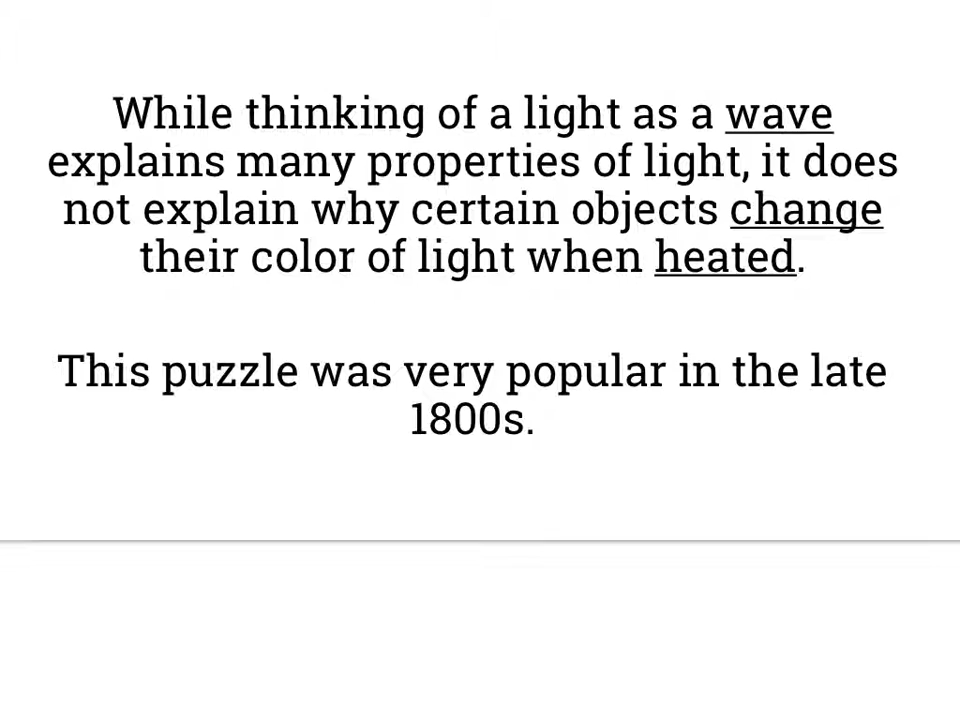 While thinking of a light as a wave
explains many properties of light, it does
not explain why certain objects change
their color of light when heated.
This puzzle was very popular in the late
1800s.